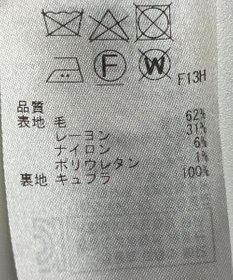 F
W
F13H
品質
表地 毛 62%
レーヨン 31%
ナイロン 6%
ポリウレタン 1%
裏地 キュプラ 100%